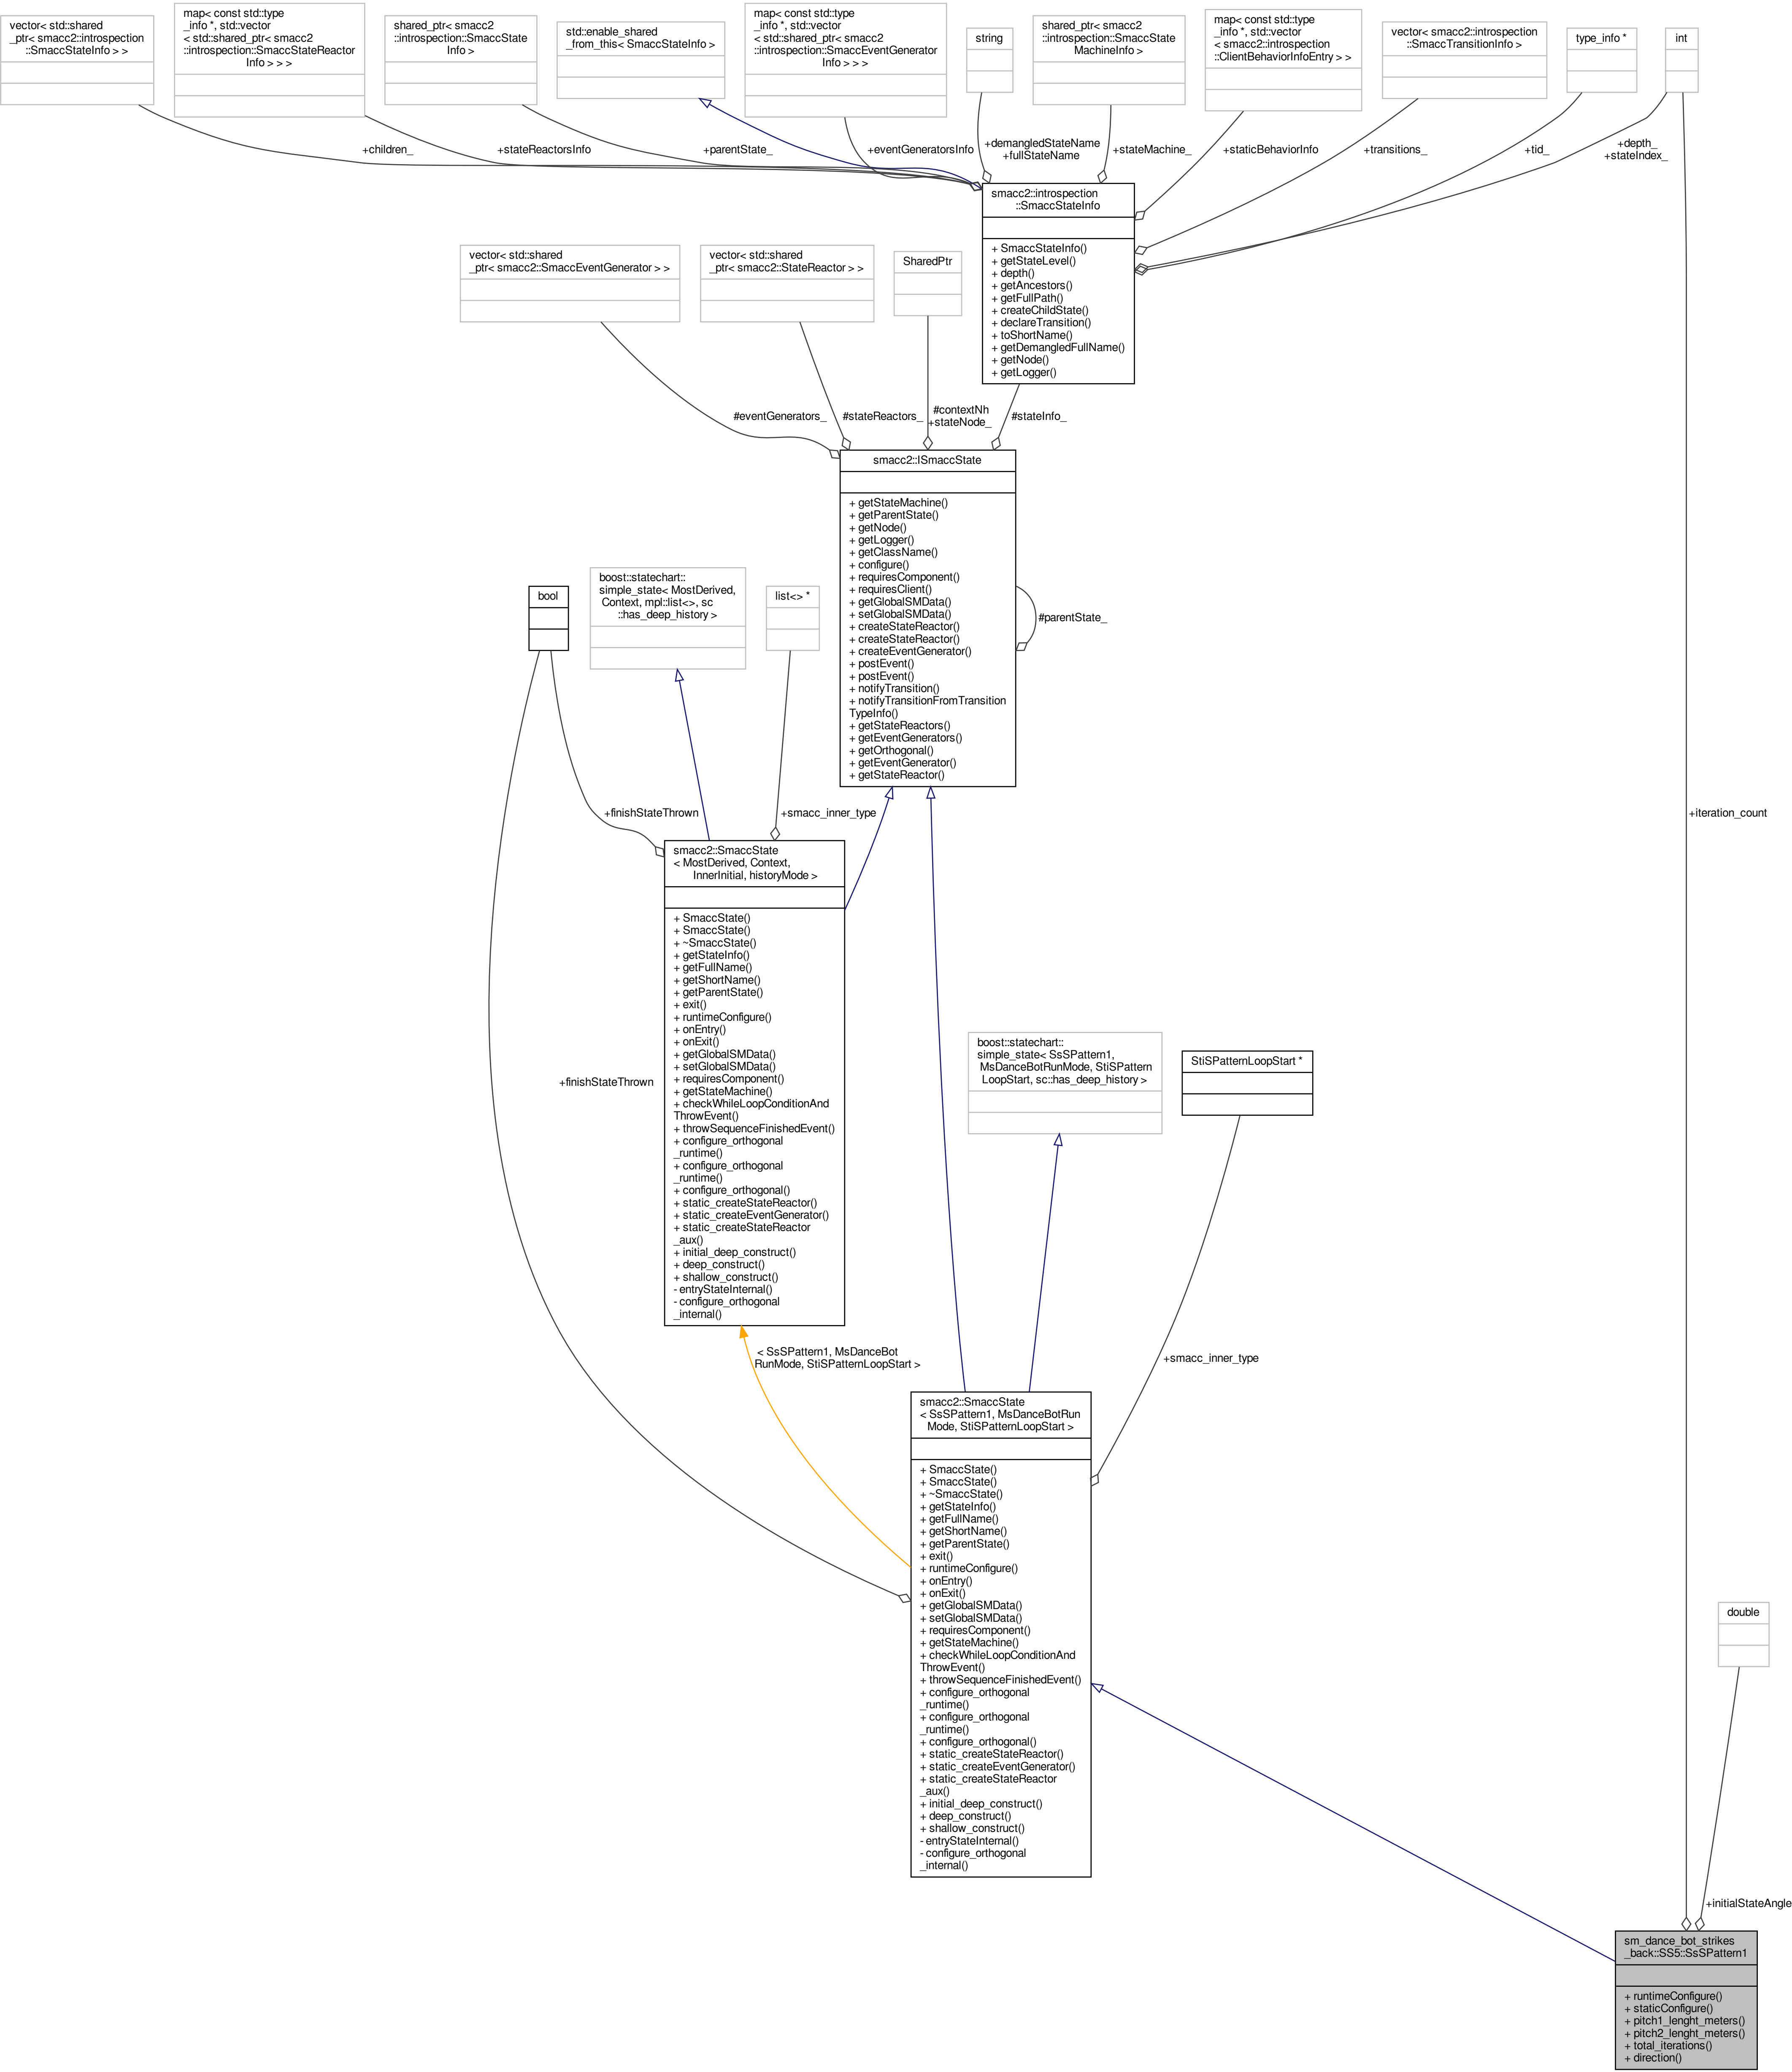 vector< std::shared
_ptr< smacc2::introspection
::SmaccStateInfo > >
map< const std::type
_info *, std::vector
< std::shared_ptr< smacc2
::introspection::SmaccStateReactor
Info > > >
shared_ptr< smacc2
::introspection::SmaccState
Info >
std::enable_shared
_from_this< SmaccStateInfo >
map< const std::type
_info *, std::vector
< std::shared_ptr< smacc2
::introspection::SmaccEventGenerator
Info > > >
string
shared_ptr< smacc2
::introspection::SmaccState
MachineInfo >
map< const std::type
_info *, std::vector
< smacc2::introspection
::ClientBehaviorInfoEntry > >
vector< smacc2::introspection
::SmaccTransitionInfo >
type_info *
int
+children_
+stateReactorsInfo
+parentState_
+eventGeneratorsInfo
+demangledStateName
+fullStateName
+stateMachine_
+staticBehaviorInfo
+transitions_
+tid_
+depth_
+stateIndex_
smacc2::introspection
::SmaccStateInfo
+ SmaccStateInfo()
+ getStateLevel()
+ depth()
+ getAncestors()
+ getFullPath()
+ createChildState()
+ declareTransition()
+ toShortName()
+ getDemangledFullName()
+ getNode()
+ getLogger()
vector< std::shared
_ptr< smacc2::SmaccEventGenerator > >
vector< std::shared
_ptr< smacc2::StateReactor > >
SharedPtr
#eventGenerators_
#stateReactors_
#contextNh
+stateNode_
#stateInfo_
smacc2::ISmaccState
+ getStateMachine()
+ getParentState()
+ getNode()
+ getLogger()
+ getClassName()
+ configure()
+ requiresComponent()
+ requiresClient()
+ getGlobalSMData()
+ setGlobalSMData()
+ createStateReactor()
+ createStateReactor()
+ createEventGenerator()
+ postEvent()
+ postEvent()
+ notifyTransition()
+ notifyTransitionFromTransition
TypeInfo()
+ getStateReactors()
+ getEventGenerators()
+ getOrthogonal()
+ getEventGenerator()
+ getStateReactor()
#parentState_
bool
boost::statechart::
simple_state< MostDerived,
Context, mpl::list<>, sc
::has_deep_history >
list<> *
+finishStateThrown
+smacc_inner_type
+iteration_count
smacc2::SmaccState
< MostDerived, Context,
InnerInitial, historyMode >
+ SmaccState()
+ SmaccState()
+ ~SmaccState()
+ getStateInfo()
+ getFullName()
+ getShortName()
+ getParentState()
+ exit()
+ runtimeConfigure()
+ onEntry()
+ onExit()
+ getGlobalSMData()
+ setGlobalSMData()
+ requiresComponent()
+ getStateMachine()
+ checkWhileLoopConditionAnd
ThrowEvent()
+ throwSequenceFinishedEvent()
+ configure_orthogonal
_runtime()
+ configure_orthogonal
_runtime()
+ configure_orthogonal()
+ static_createStateReactor()
+ static_createEventGenerator()
+ static_createStateReactor
_aux()
+ initial_deep_construct()
+ deep_construct()
+ shallow_construct()
- entryStateInternal()
- configure_orthogonal
_internal()
+finishStateThrown
boost::statechart::
simple_state< SsSPattern1,
MsDanceBotRunMode, StiSPattern
LoopStart, sc::has_deep_history >
StiSPatternLoopStart *
< SsSPattern1, MsDanceBot
RunMode, StiSPatternLoopStart >
+smacc_inner_type
smacc2::SmaccState
< SsSPattern1, MsDanceBotRun
Mode, StiSPatternLoopStart >
+ SmaccState()
+ SmaccState()
+ ~SmaccState()
+ getStateInfo()
+ getFullName()
+ getShortName()
+ getParentState()
+ exit()
+ runtimeConfigure()
+ onEntry()
+ onExit()
+ getGlobalSMData()
+ setGlobalSMData()
+ requiresComponent()
+ getStateMachine()
+ checkWhileLoopConditionAnd
ThrowEvent()
+ throwSequenceFinishedEvent()
+ configure_orthogonal
_runtime()
+ configure_orthogonal
_runtime()
+ configure_orthogonal()
+ static_createStateReactor()
+ static_createEventGenerator()
+ static_createStateReactor
_aux()
+ initial_deep_construct()
+ deep_construct()
+ shallow_construct()
- entryStateInternal()
- configure_orthogonal
_internal()
double
+initialStateAngle
sm_dance_bot_strikes
_back::SS5::SsSPattern1
+ runtimeConfigure()
+ staticConfigure()
+ pitch1_lenght_meters()
+ pitch2_lenght_meters()
+ total_iterations()
+ direction()